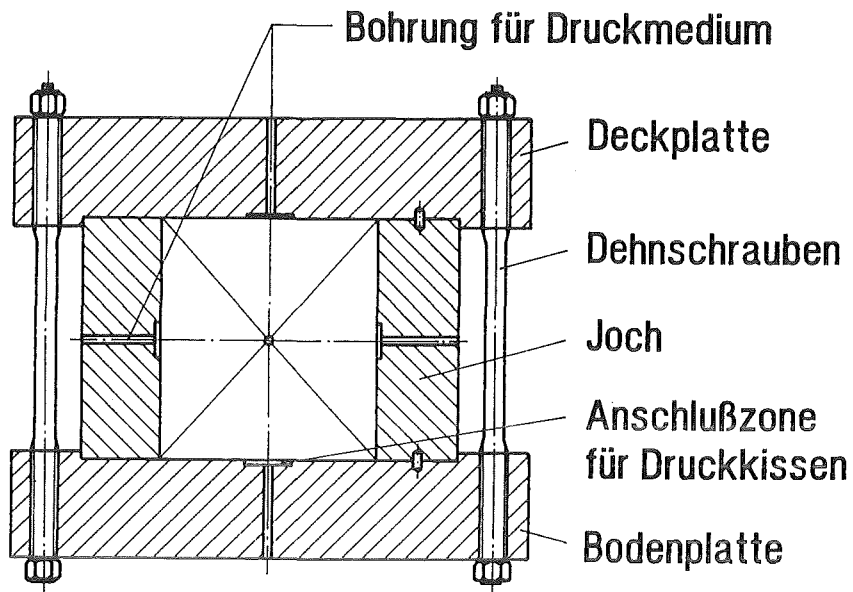 Bohrung für Druckmedium
Deckplatte
Dehnschrauben
Joch
Anschlußzone
für Druckkissen
Bodenplatte